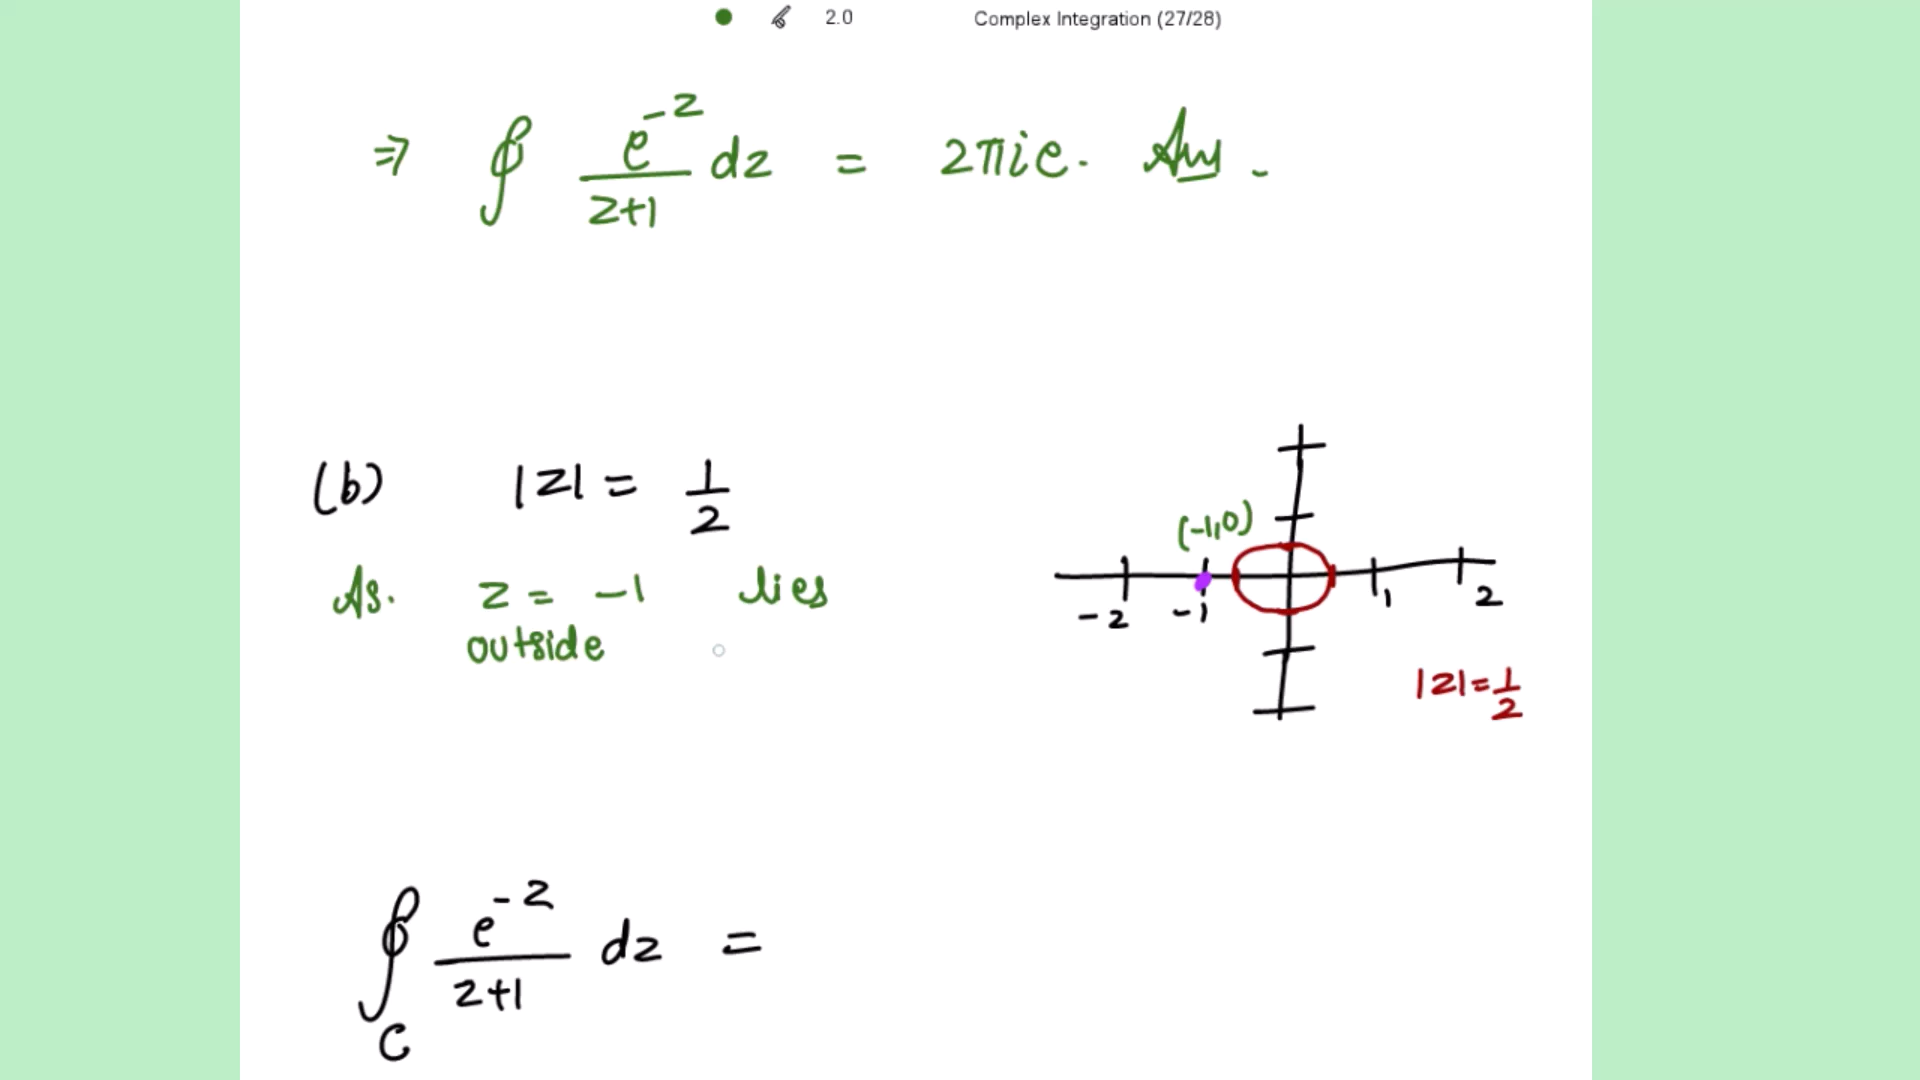 2.0 Complex Integration (27/28)
⇒ ∮ e^{-z}/(z+1) dz = 2πie. Ans.
(b) |z| = 1/2
(-1,0)
As. z = -1 lies
outside
-2 -1 1 2
|z|=1/2
∮_C e^{-z}/(z+1) dz =